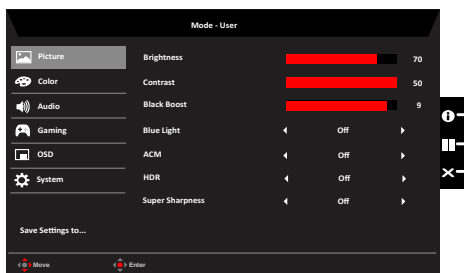 Mode - User
Picture
Color
Audio
Gaming
OSD
System
Save Settings to...
Brightness 70
Contrast 50
Black Boost 9
Blue Light Off
ACM Off
HDR Off
Super Sharpness Off
Move Enter